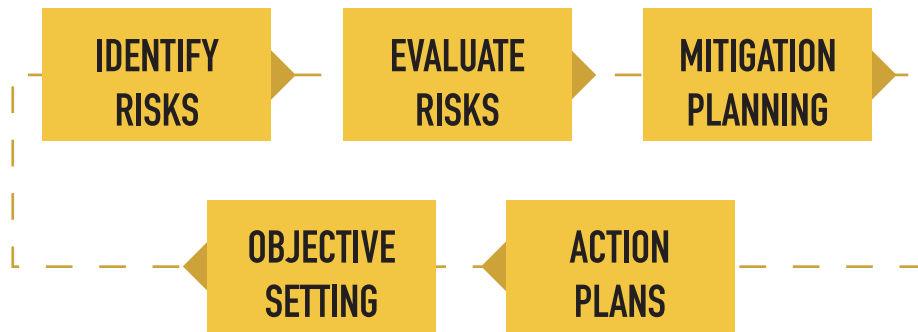 IDENTIFY
RISKS
EVALUATE
RISKS
MITIGATION
PLANNING
OBJECTIVE
SETTING
ACTION
PLANS